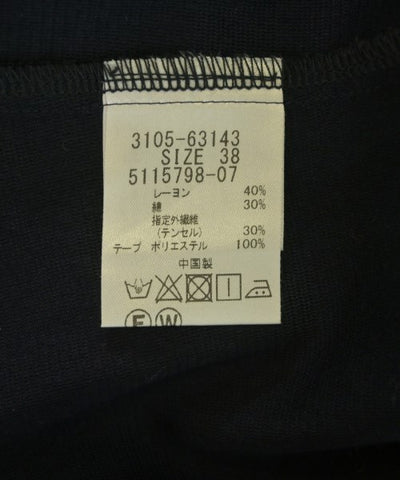 3105-63143
SIZE 38
5115798-07
レーヨン 40%
綿 30%
指定外繊維
(テンセル) 30%
テープ ポリエステル 100%
中国製
F W